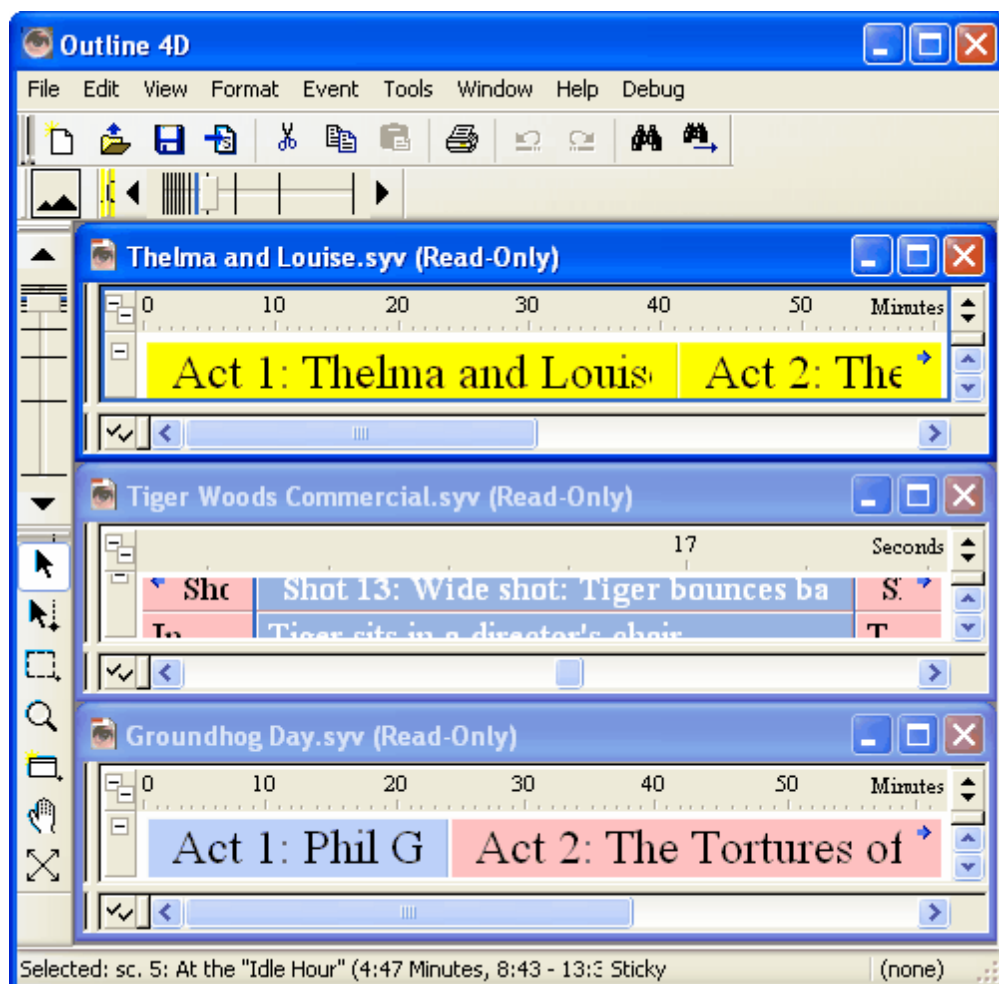 Outline 4D
File Edit View Format Event Tools Window Help Debug
Thelma and Louise.syv (Read-Only)
0 10 20 30 40 50 Minutes
Act 1: Thelma and Louis Act 2: The
Tiger Woods Commercial.syv (Read-Only)
17 Seconds
Sho Shot 13: Wide shot: Tiger bounces ba S
In Tiger sits in a director's chair T
Groundhog Day.syv (Read-Only)
0 10 20 30 40 50 Minutes
Act 1: Phil G Act 2: The Tortures of
Selected: sc. 5: At the "Idle Hour" (4:47 Minutes, 8:43 - 13:3 Sticky (none)